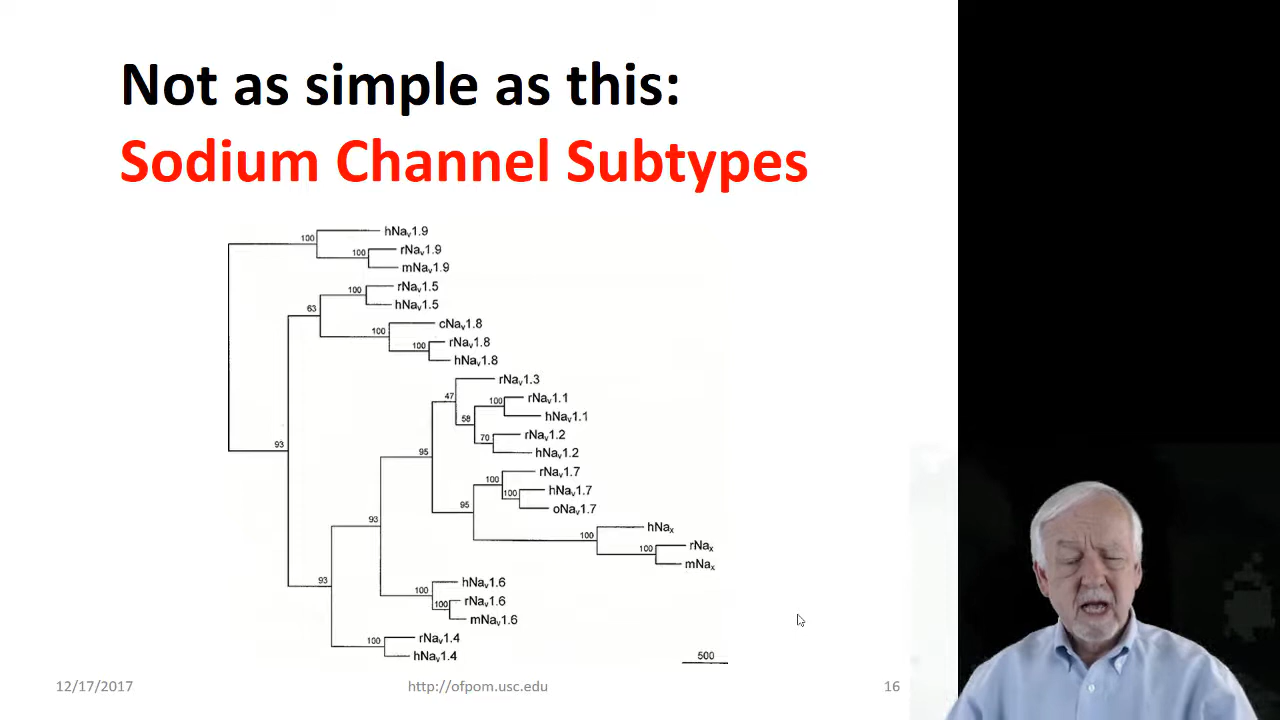 Not as simple as this:
Sodium Channel Subtypes
hNav1.9
100
rNav1.9
100
mNav1.9
rNav1.5
100
hNav1.5
63
cNav1.8
100
rNav1.8
100
hNav1.8
rNav1.3
47
rNav1.1
100
hNav1.1
58
rNav1.2
70
hNav1.2
93
95
rNav1.7
100
hNav1.7
100
oNav1.7
95
93
hNax
100
rNax
100
mNax
93
hNav1.6
100
rNav1.6
100
mNav1.6
rNav1.4
100
hNav1.4
500
12/17/2017 http://ofpom.usc.edu 16